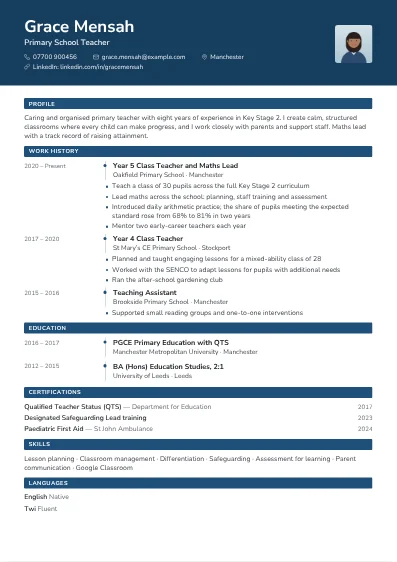 Grace Mensah
Primary School Teacher
07700 900456 grace.mensah@example.com Manchester
LinkedIn: linkedin.com/in/gracemensah
PROFILE
Caring and organised primary teacher with eight years of experience in Key Stage 2. I create calm, structured
classrooms where every child can make progress, and I work closely with parents and support staff. Maths lead
with a track record of raising attainment.
WORK HISTORY
2020 – Present Year 5 Class Teacher and Maths Lead
Oakfield Primary School · Manchester
• Teach a class of 30 pupils across the full Key Stage 2 curriculum
• Lead maths across the school: planning, staff training and assessment
• Introduced daily arithmetic practice; the share of pupils meeting the expected
standard rose from 68% to 81% in two years
• Mentor two early-career teachers each year
2017 – 2020 Year 4 Class Teacher
St Mary's CE Primary School · Stockport
• Planned and taught engaging lessons for a mixed-ability class of 28
• Worked with the SENCO to adapt lessons for pupils with additional needs
• Ran the after-school gardening club
2015 – 2016 Teaching Assistant
Brookside Primary School · Manchester
• Supported small reading groups and one-to-one interventions
EDUCATION
2016 – 2017 PGCE Primary Education with QTS
Manchester Metropolitan University · Manchester
2012 – 2015 BA (Hons) Education Studies, 2:1
University of Leeds · Leeds
CERTIFICATIONS
Qualified Teacher Status (QTS) — Department for Education 2017
Designated Safeguarding Lead training 2023
Paediatric First Aid — St John Ambulance 2024
SKILLS
Lesson planning · Classroom management · Differentiation · Safeguarding · Assessment for learning · Parent
communication · Google Classroom
LANGUAGES
English Native
Twi Fluent